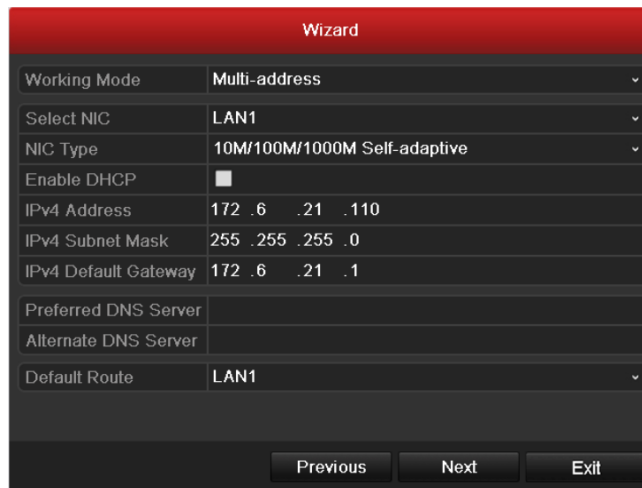 Wizard
Working Mode Multi-address
Select NIC LAN1
NIC Type 10M/100M/1000M Self-adaptive
Enable DHCP
IPv4 Address 172 .6 .21 .110
IPv4 Subnet Mask 255 .255 .255 .0
IPv4 Default Gateway 172 .6 .21 .1
Preferred DNS Server
Alternate DNS Server
Default Route LAN1
Previous Next Exit